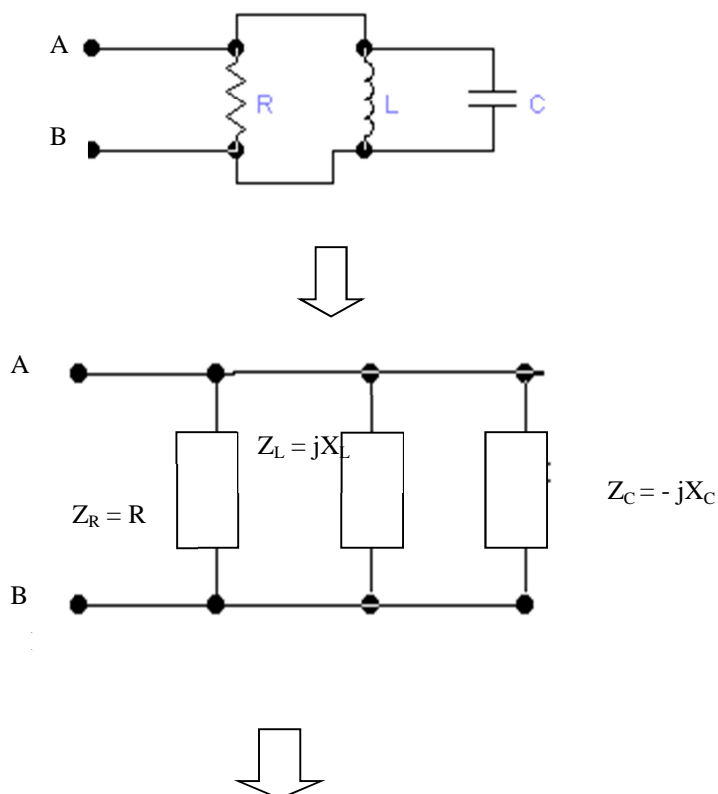 A
R
L
C
B
A
Z_L = jX_L
Z_C = - jX_C
Z_R = R
B